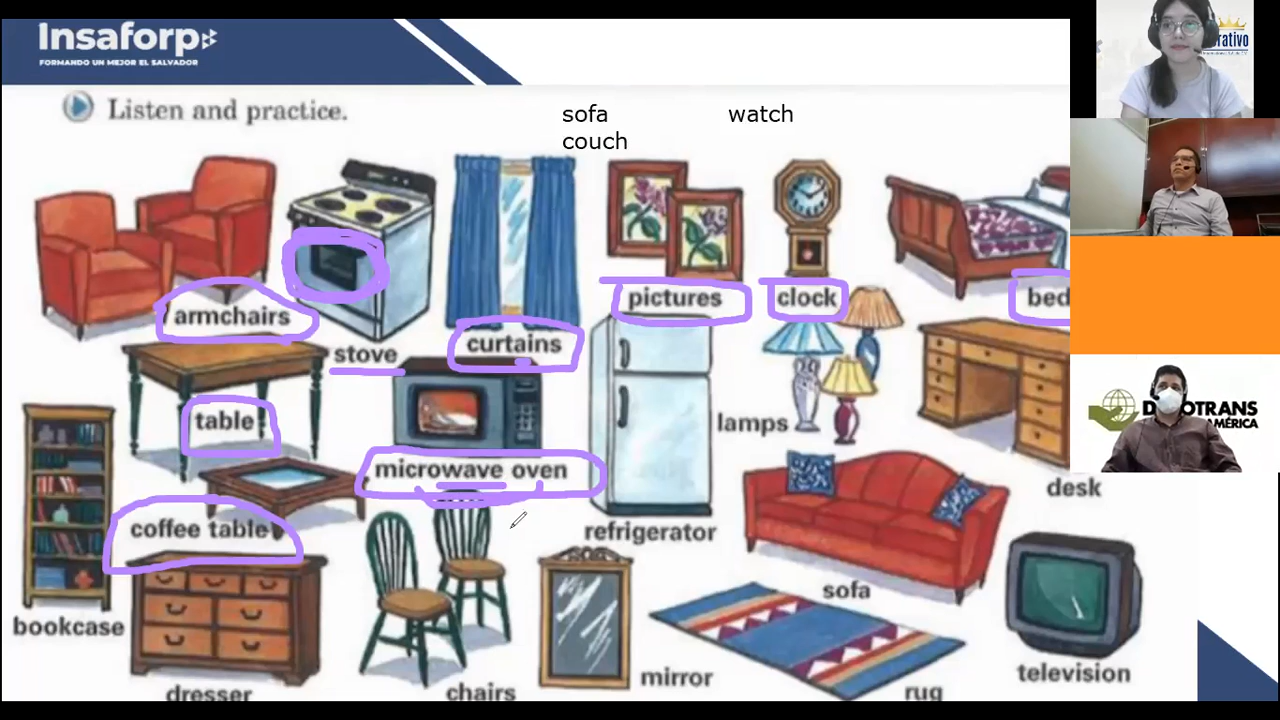 Insaforp
FORMANDO UN MEJOR EL SALVADOR
Listen and practice.
sofa
couch
watch
armchairs
stove
curtains
pictures
clock
bed
table
microwave oven
lamps
desk
coffee table
refrigerator
sofa
bookcase
dresser
chairs
mirror
rug
television